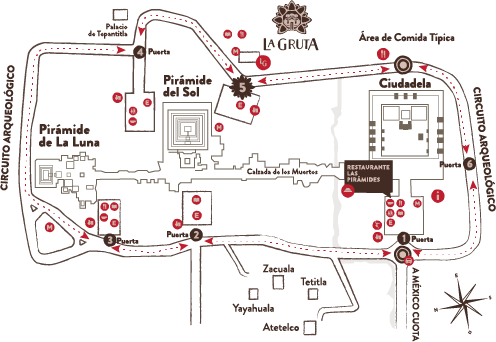 Palacio
de Tepantitla
LA GRUTA
Área de Comida Típica
M
LG
4
Puerta
Pirámide
del Sol
5
E
M
Ciudadela
CIRCUITO ARQUEOLÓGICO
CIRCUITO ARQUEOLÓGICO
E
M
Pirámide
de La Luna
Calzada de los Muertos
RESTAURANTE
LAS
PIRÁMIDES
Puerta
6
i
M
E
E
E
M
3
Puerta
Puerta
2
1
Puerta
Zacuala
Tetitla
Yayahuala
Atetelco
A MÉXICO CUOTA